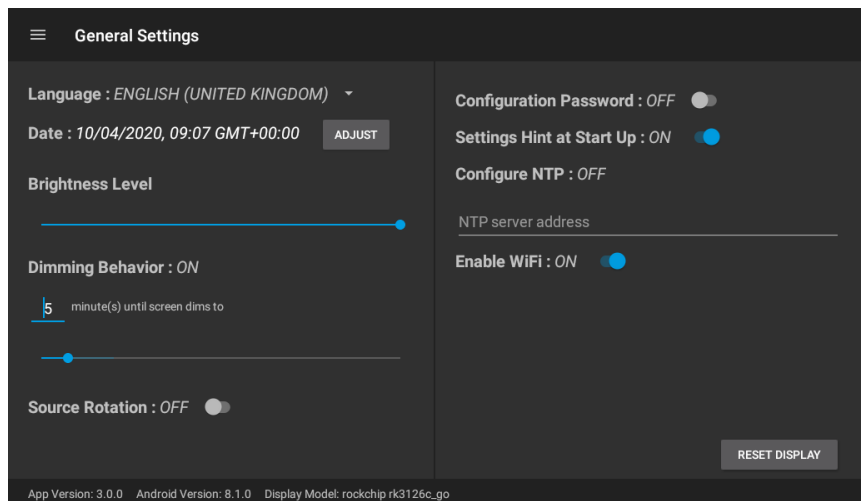 General Settings
Language : ENGLISH (UNITED KINGDOM)
Date : 10/04/2020, 09:07 GMT+00:00 ADJUST
Brightness Level
Dimming Behavior : ON
5 minute(s) until screen dims to
Source Rotation : OFF
Configuration Password : OFF
Settings Hint at Start Up : ON
Configure NTP : OFF
NTP server address
Enable WiFi : ON
RESET DISPLAY
App Version: 3.0.0 Android Version: 8.1.0 Display Model: rockchip rk3126c_go